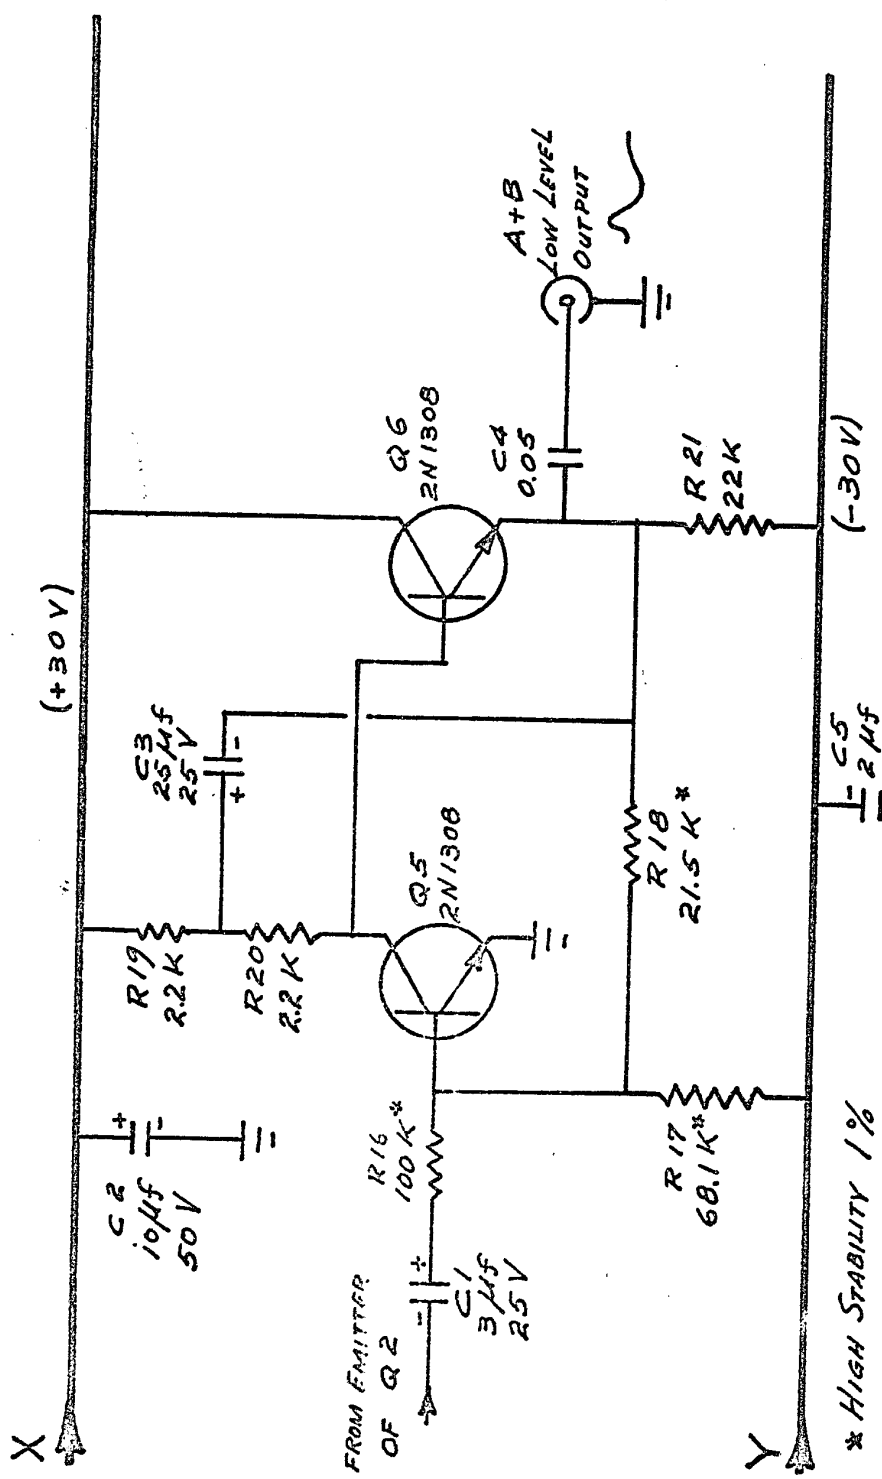 X
(+30V)
C2
10µf
50V
+
-
R19
2.2K
R20
2.2K
C3
25µf
25V
+
-
Q5
2N1308
Q6
2N1308
FROM EMITTER
OF Q2
-
+
C1
3µf
25V
R16
100K*
R17
68.1K*
R18
21.5K*
C4
0.05
A+B
LOW LEVEL
OUTPUT
R21
22K
Y
(-30V)
-
C5
2µf
* HIGH STABILITY 1%